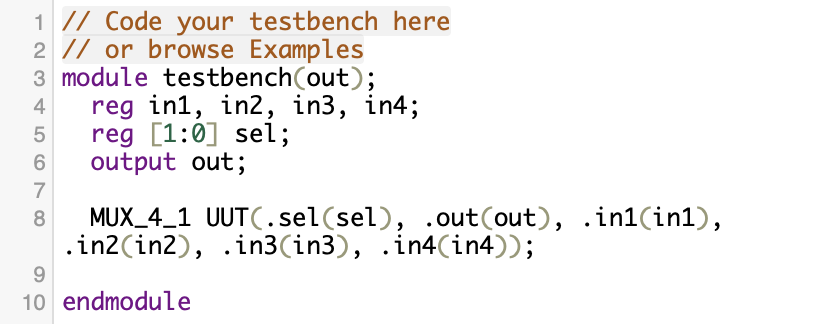 1 // Code your testbench here
2 // or browse Examples
3 module testbench(out);
4   reg in1, in2, in3, in4;
5   reg [1:0] sel;
6   output out;
7
8   MUX_4_1 UUT(.sel(sel), .out(out), .in1(in1),
.in2(in2), .in3(in3), .in4(in4));
9
10 endmodule